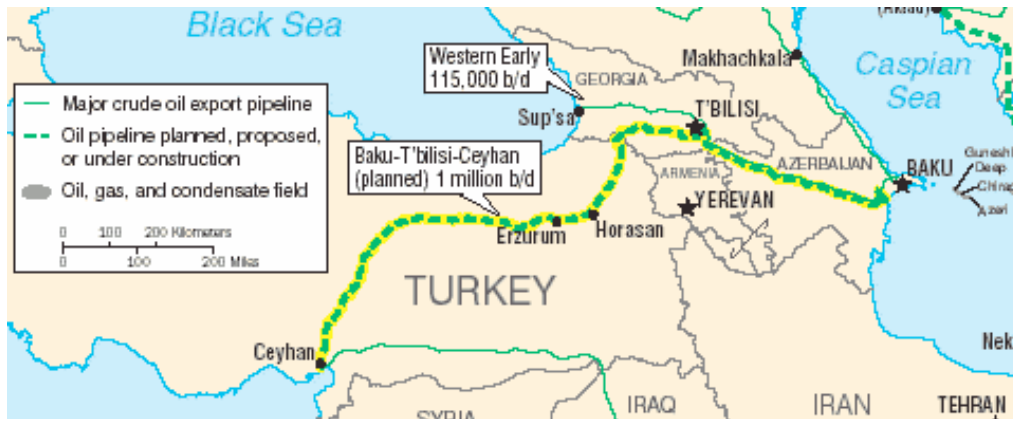 Black Sea
Western Early
115,000 b/d
GEORGIA
Makhachkala
Caspian
Sea
Major crude oil export pipeline
Oil pipeline planned, proposed,
or under construction
Oil, gas, and condensate field
0 100 200 Kilometers
0 100 200 Miles
Sup'sa
T'BILISI
Baku-T'bilisi-Ceyhan
(planned) 1 million b/d
ARMENIA
AZERBAIJAN
BAKU
Deep
Azeri
YEREVAN
Erzurum
Horasan
TURKEY
Ceyhan
Nek
SYRIA
IRAQ
IRAN
TEHRAN